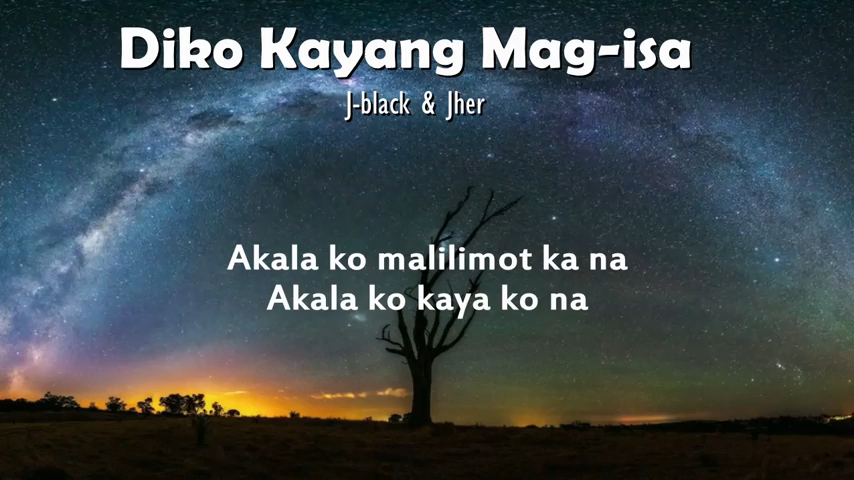 Diko Kayang Mag-isa
J-black & Jher
Akala ko malilimot ka na
Akala ko kaya ko na